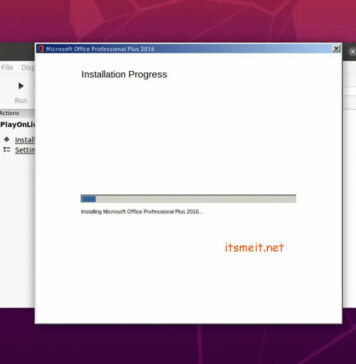 Microsoft Office Professional Plus 2016
File Disp
Installation Progress
Run
Actions
PlayOnLi
Install
Settin
Installing Microsoft Office Professional Plus 2016...
itsmeit.net